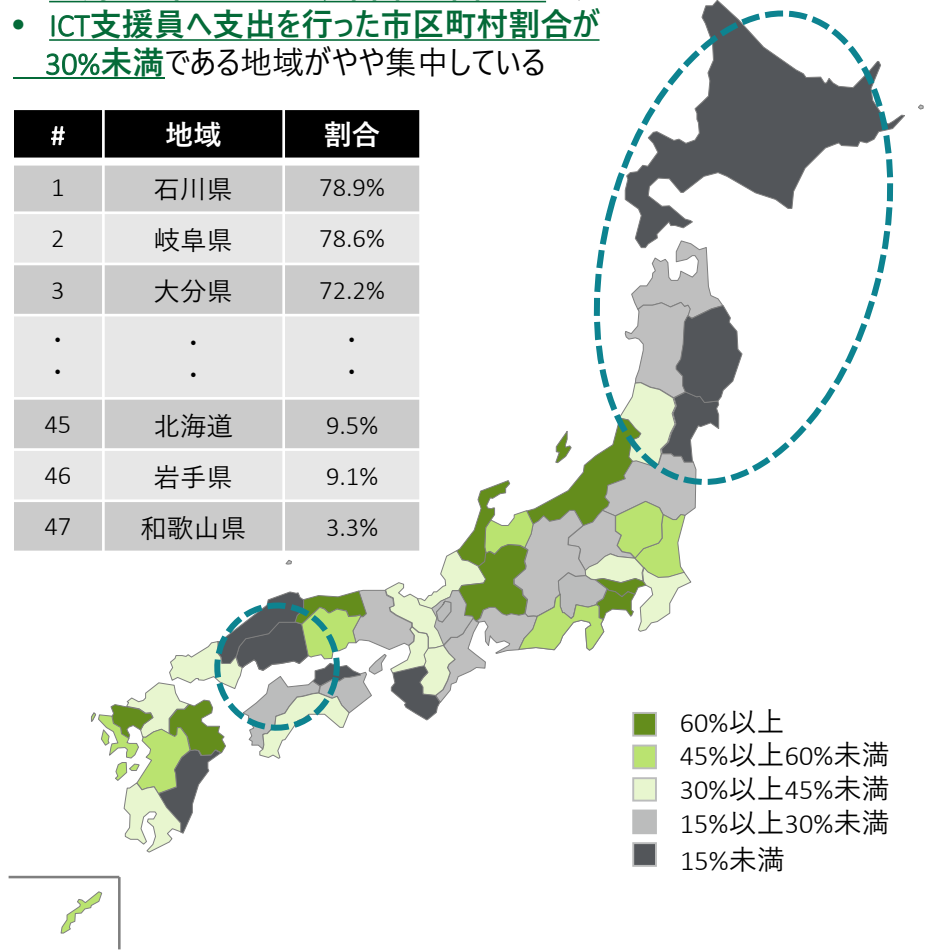 • ICT支援員へ支出を行った市区町村割合が
30%未満である地域がやや集中している
# 地域 割合
1 石川県 78.9%
2 岐阜県 78.6%
3 大分県 72.2%
・ ・ ・
・ ・ ・
45 北海道 9.5%
46 岩手県 9.1%
47 和歌山県 3.3%
60%以上
45%以上60%未満
30%以上45%未満
15%以上30%未満
15%未満